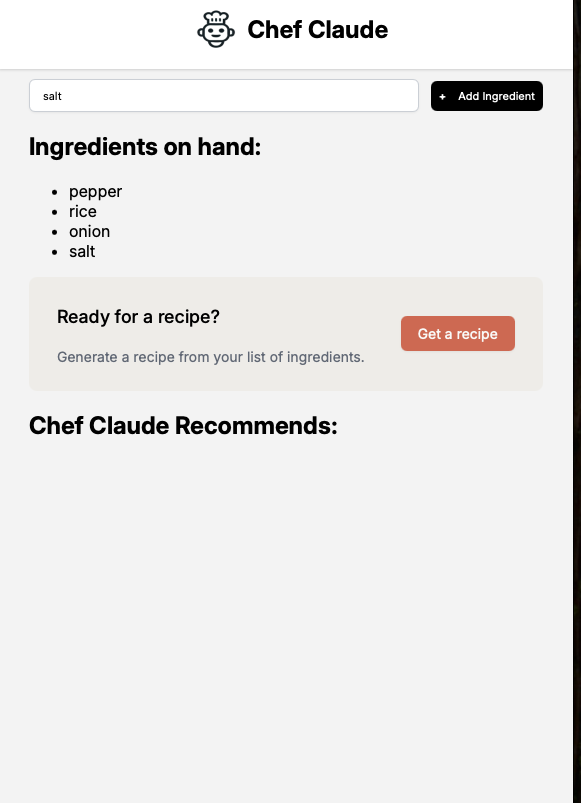 Chef Claude
salt
+ Add Ingredient
Ingredients on hand:
pepper
rice
onion
salt
Ready for a recipe?
Generate a recipe from your list of ingredients.
Get a recipe
Chef Claude Recommends: